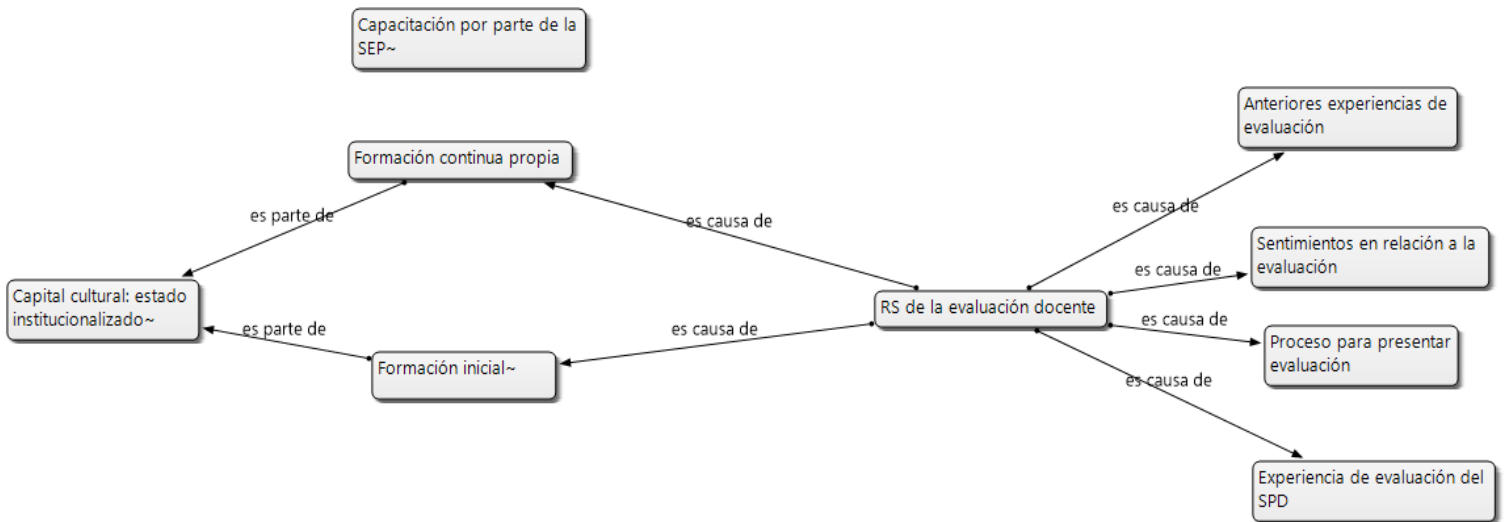 Capacitación por parte de la
SEP~
Anteriores experiencias de
evaluación
Formación continua propia
es causa de
es parte de
es causa de
Sentimientos en relación a la
evaluación
es causa de
Capital cultural: estado
institucionalizado~
RS de la evaluación docente
es causa de
es parte de
es causa de
Proceso para presentar
evaluación
Formación inicial~
es causa de
Experiencia de evaluación del
SPD